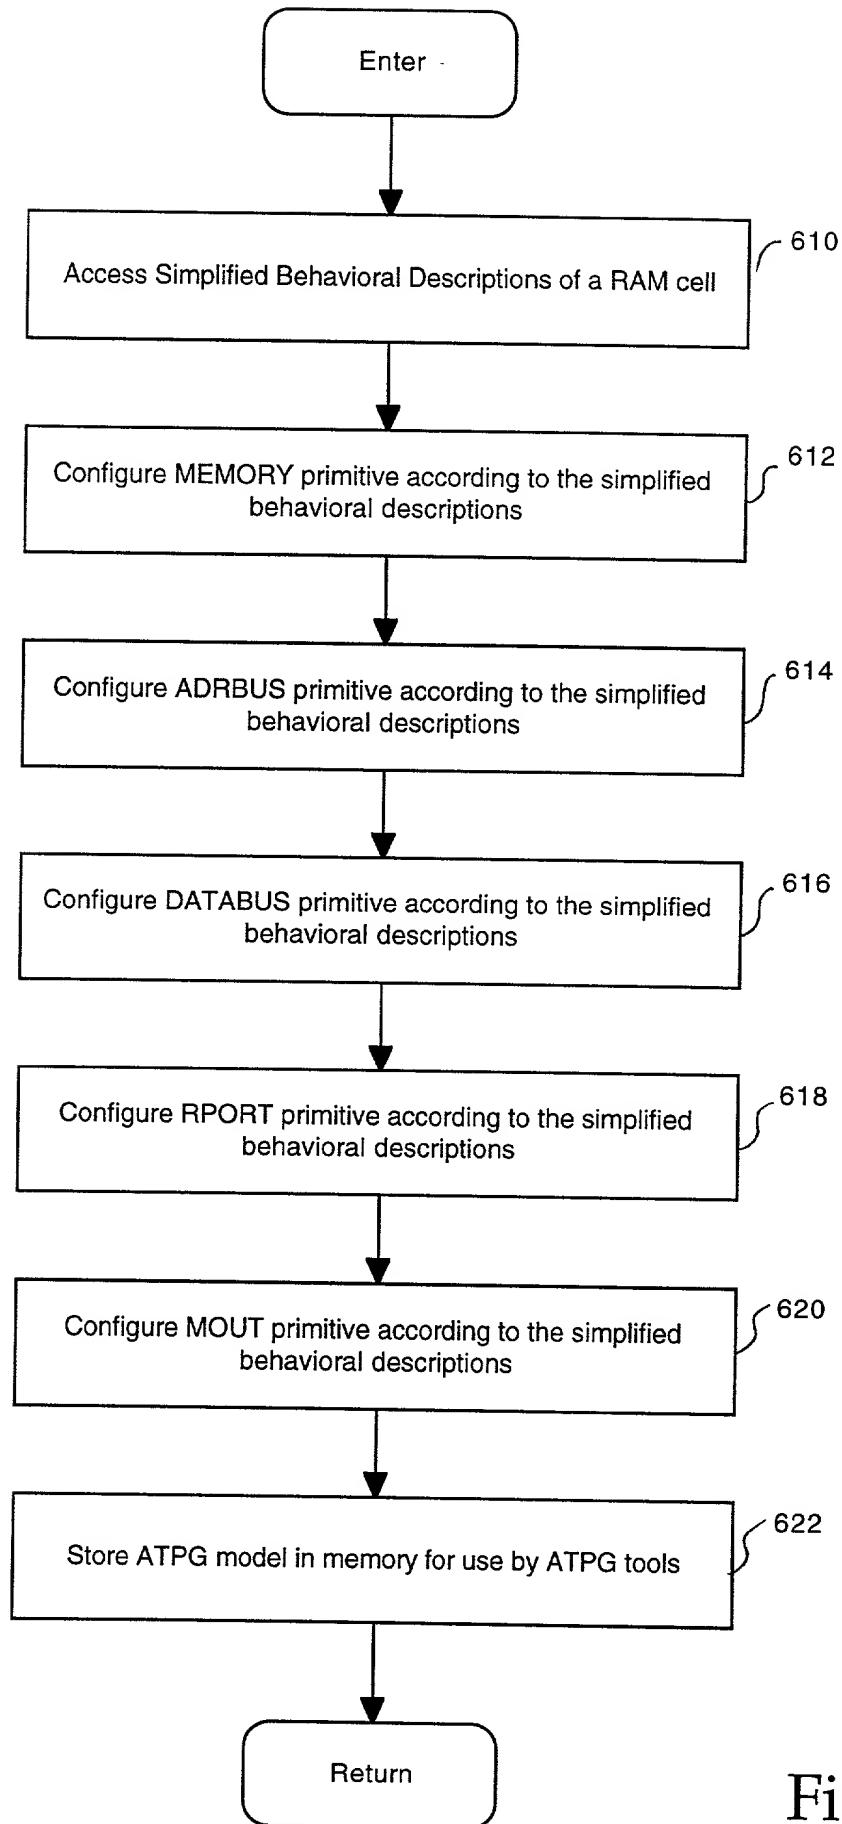 Enter
Access Simplified Behavioral Descriptions of a RAM cell
610
Configure MEMORY primitive according to the simplified
behavioral descriptions
612
Configure ADRBUS primitive according to the simplified
behavioral descriptions
614
Configure DATABUS primitive according to the simplified
behavioral descriptions
616
Configure RPORT primitive according to the simplified
behavioral descriptions
618
Configure MOUT primitive according to the simplified
behavioral descriptions
620
Store ATPG model in memory for use by ATPG tools
622
Return
Fi